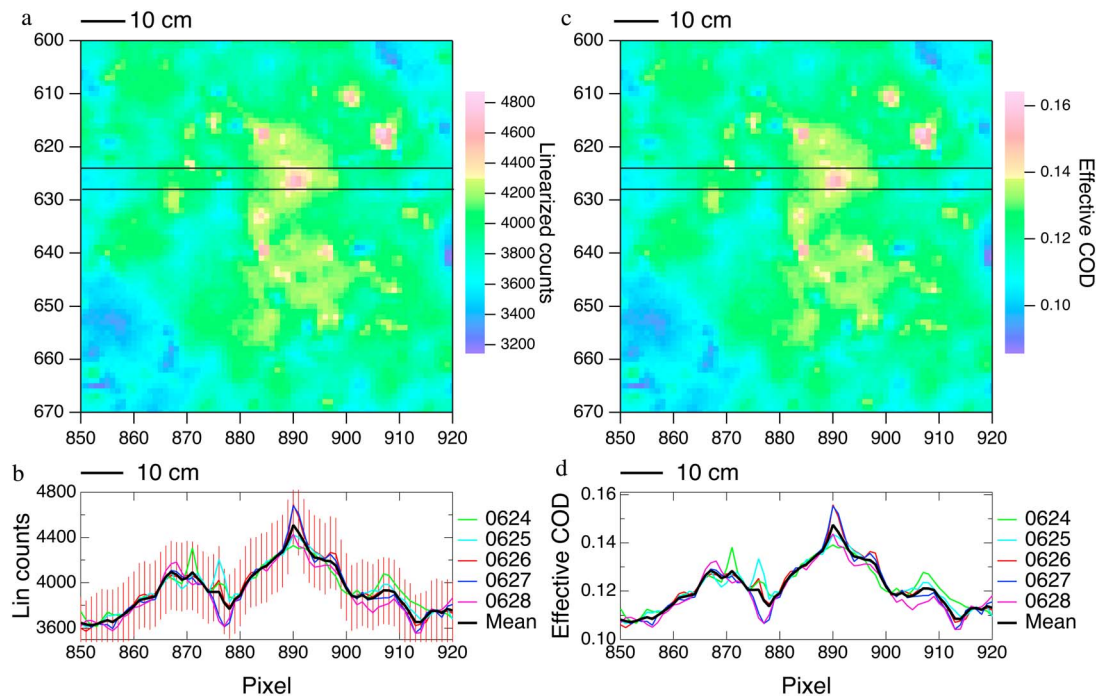 a
10 cm
600
610
620
630
640
650
660
670
850 860 870 880 890 900 910 920
4800
4600
4400
4200
4000
3800
3600
3400
3200
Linearized counts
c
10 cm
600
610
620
630
640
650
660
670
850 860 870 880 890 900 910 920
0.16
0.14
0.12
0.10
Effective COD
b
10 cm
Lin counts
4800
4400
4000
3600
850 860 870 880 890 900 910 920
Pixel
0624
0625
0626
0627
0628
Mean
d
10 cm
Effective COD
0.16
0.14
0.12
0.10
850 860 870 880 890 900 910 920
Pixel
0624
0625
0626
0627
0628
Mean